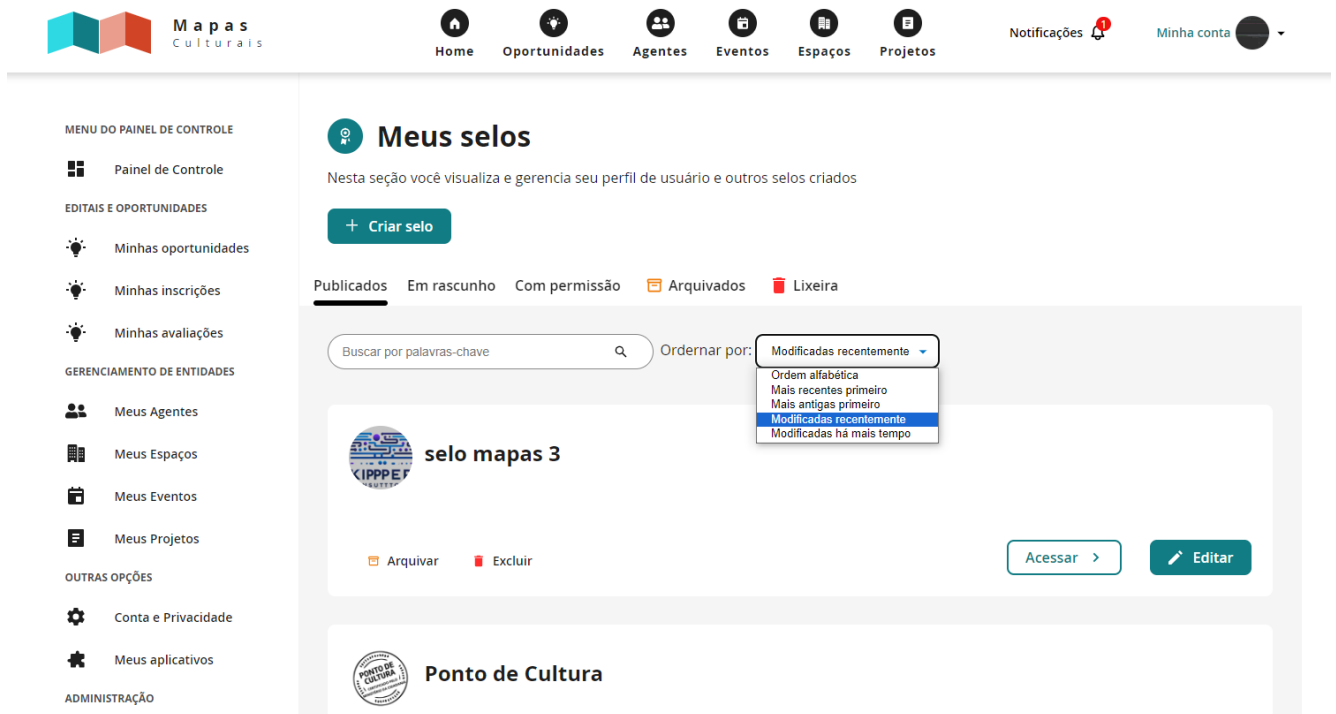 Mapas
Culturais
Home
Oportunidades
Agentes
Eventos
Espaços
Projetos
Notificações
1
Minha conta
MENU DO PAINEL DE CONTROLE
Painel de Controle
EDITAIS E OPORTUNIDADES
Minhas oportunidades
Minhas inscrições
Minhas avaliações
GERENCIAMENTO DE ENTIDADES
Meus Agentes
Meus Espaços
Meus Eventos
Meus Projetos
OUTRAS OPÇÕES
Conta e Privacidade
Meus aplicativos
ADMINISTRAÇÃO
Meus selos
Nesta seção você visualiza e gerencia seu perfil de usuário e outros selos criados
+ Criar selo
Publicados
Em rascunho
Com permissão
Arquivados
Lixeira
Buscar por palavras-chave
Ordernar por:
Modificadas recentemente
Ordem alfabética
Mais recentes primeiro
Mais antigas primeiro
Modificadas recentemente
Modificadas há mais tempo
KIPPPER
selo mapas 3
Arquivar
Excluir
Acessar
Editar
PONTO DE
CULTURA
Ponto de Cultura